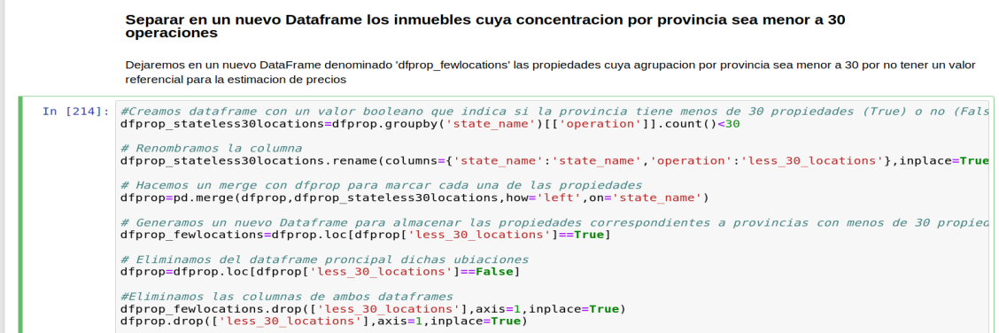 Separar en un nuevo Dataframe los inmuebles cuya concentracion por provincia sea menor a 30
operaciones
Dejaremos en un nuevo DataFrame denominado 'dfprop_fewlocations' las propiedades cuya agrupacion por provincia sea menor a 30 por no tener un valor
referencial para la estimacion de precios
In [214]: #Creamos dataframe con un valor booleano que indica si la provincia tiene menos de 30 propiedades (True) o no (Fals
dfprop_stateless30locations=dfprop.groupby('state_name')[['operation']].count()<30
# Renombramos la columna
dfprop_stateless30locations.rename(columns={'state_name':'state_name','operation':'less_30_locations'},inplace=True
# Hacemos un merge con dfprop para marcar cada una de las propiedades
dfprop=pd.merge(dfprop,dfprop_stateless30locations,how='left',on='state_name')
# Generamos un nuevo Dataframe para almacenar las propiedades correspondientes a provincias con menos de 30 propied
dfprop_fewlocations=dfprop.loc[dfprop['less_30_locations']==True]
# Eliminamos del dataframe proncipal dichas ubiaciones
dfprop=dfprop.loc[dfprop['less_30_locations']==False]
#Eliminamos las columnas de ambos dataframes
dfprop_fewlocations.drop(['less_30_locations'],axis=1,inplace=True)
dfprop.drop(['less_30_locations'],axis=1,inplace=True)